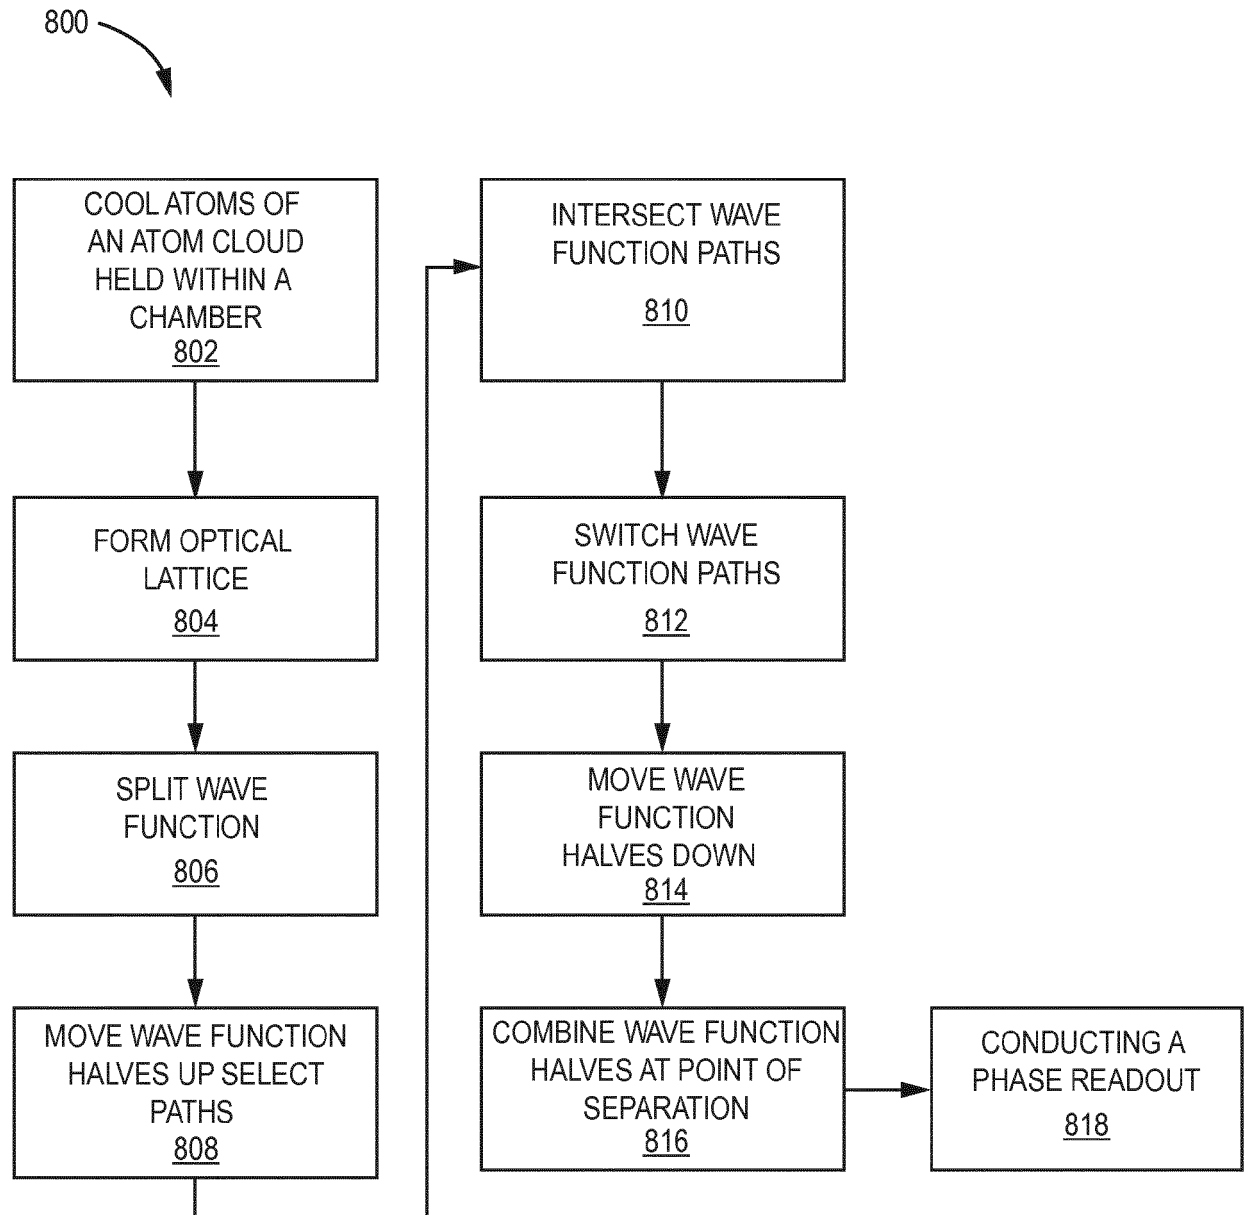 800
COOL ATOMS OF
AN ATOM CLOUD
HELD WITHIN A
CHAMBER
802
FORM OPTICAL
LATTICE
804
SPLIT WAVE
FUNCTION
806
MOVE WAVE FUNCTION
HALVES UP SELECT
PATHS
808
INTERSECT WAVE
FUNCTION PATHS
810
SWITCH WAVE
FUNCTION PATHS
812
MOVE WAVE
FUNCTION
HALVES DOWN
814
COMBINE WAVE FUNCTION
HALVES AT POINT OF
SEPARATION
816
CONDUCTING A
PHASE READOUT
818